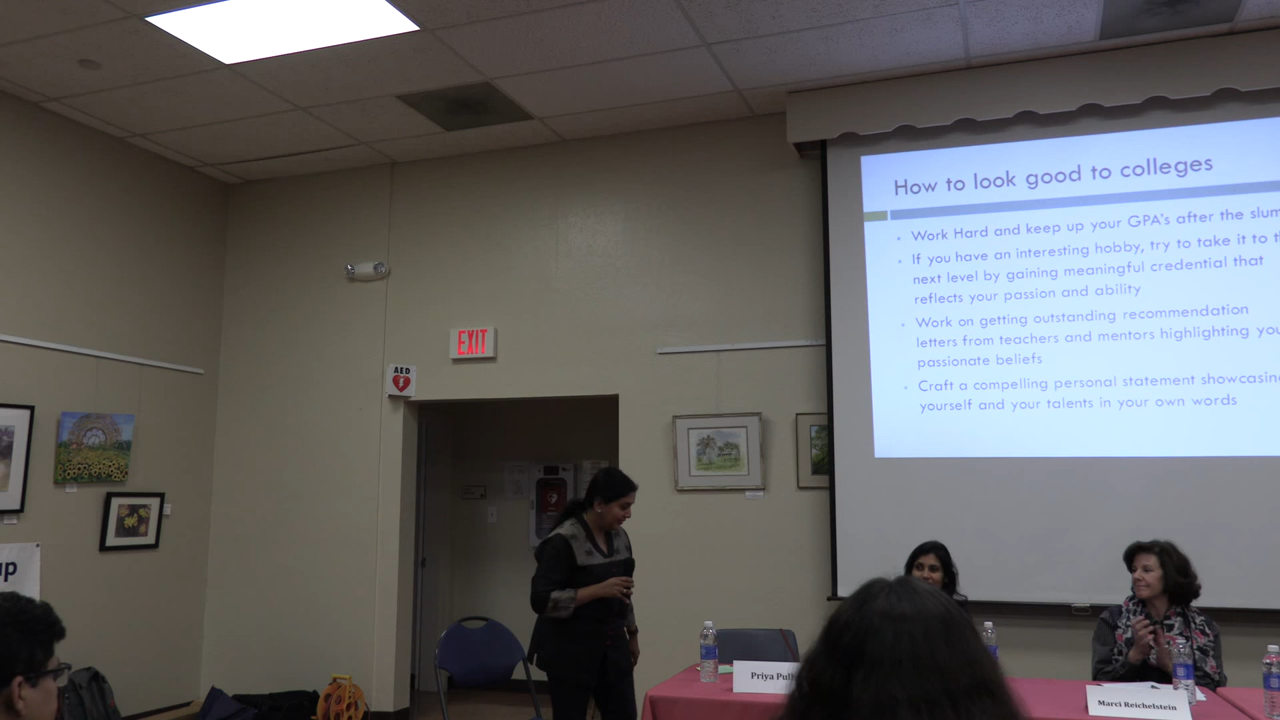 How to look good to colleges
Work Hard and keep up your GPA's after the
If you have an interesting hobby, try to take it to
next level by gaining meaningful credential that
reflects your passion and ability
Work on getting outstanding recommendation
letters from teachers and mentors highlighting
passionate beliefs
Craft a compelling personal statement
yourself and your talents in your own words
EXIT
AED
Priya
Marci Reichelstein